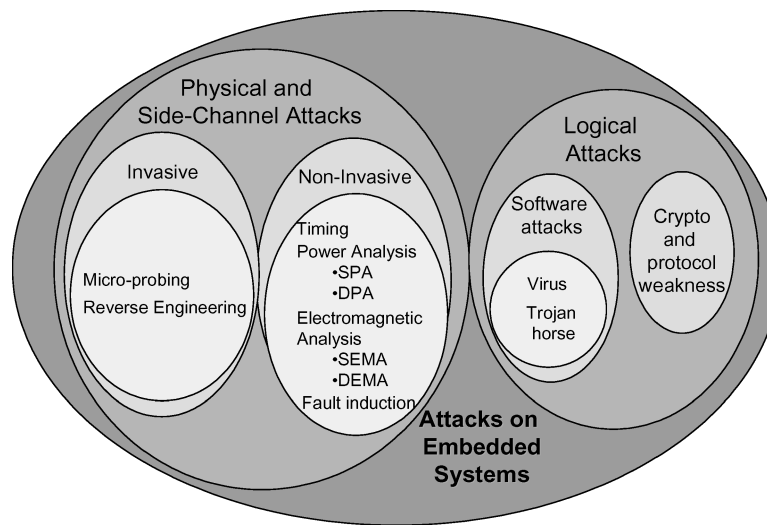 Physical and
Side-Channel Attacks
Invasive
Micro-probing
Reverse Engineering
Non-Invasive
Timing
Power Analysis
•SPA
•DPA
Electromagnetic
Analysis
•SEMA
•DEMA
Fault induction
Logical
Attacks
Software
attacks
Virus
Trojan
horse
Crypto
and
protocol
weakness
Attacks on
Embedded
Systems